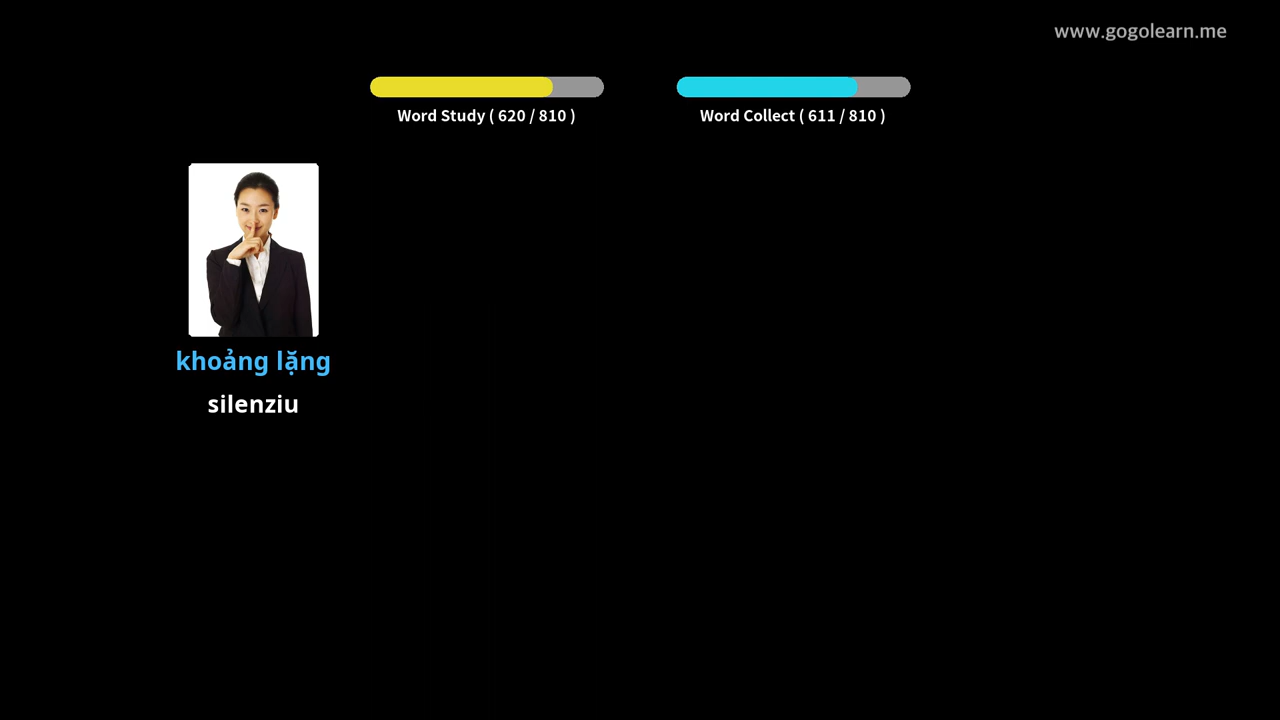 www.gogolearn.me
Word Study ( 620 / 810 )
Word Collect ( 611 / 810 )
khoảng lặng
silenziu